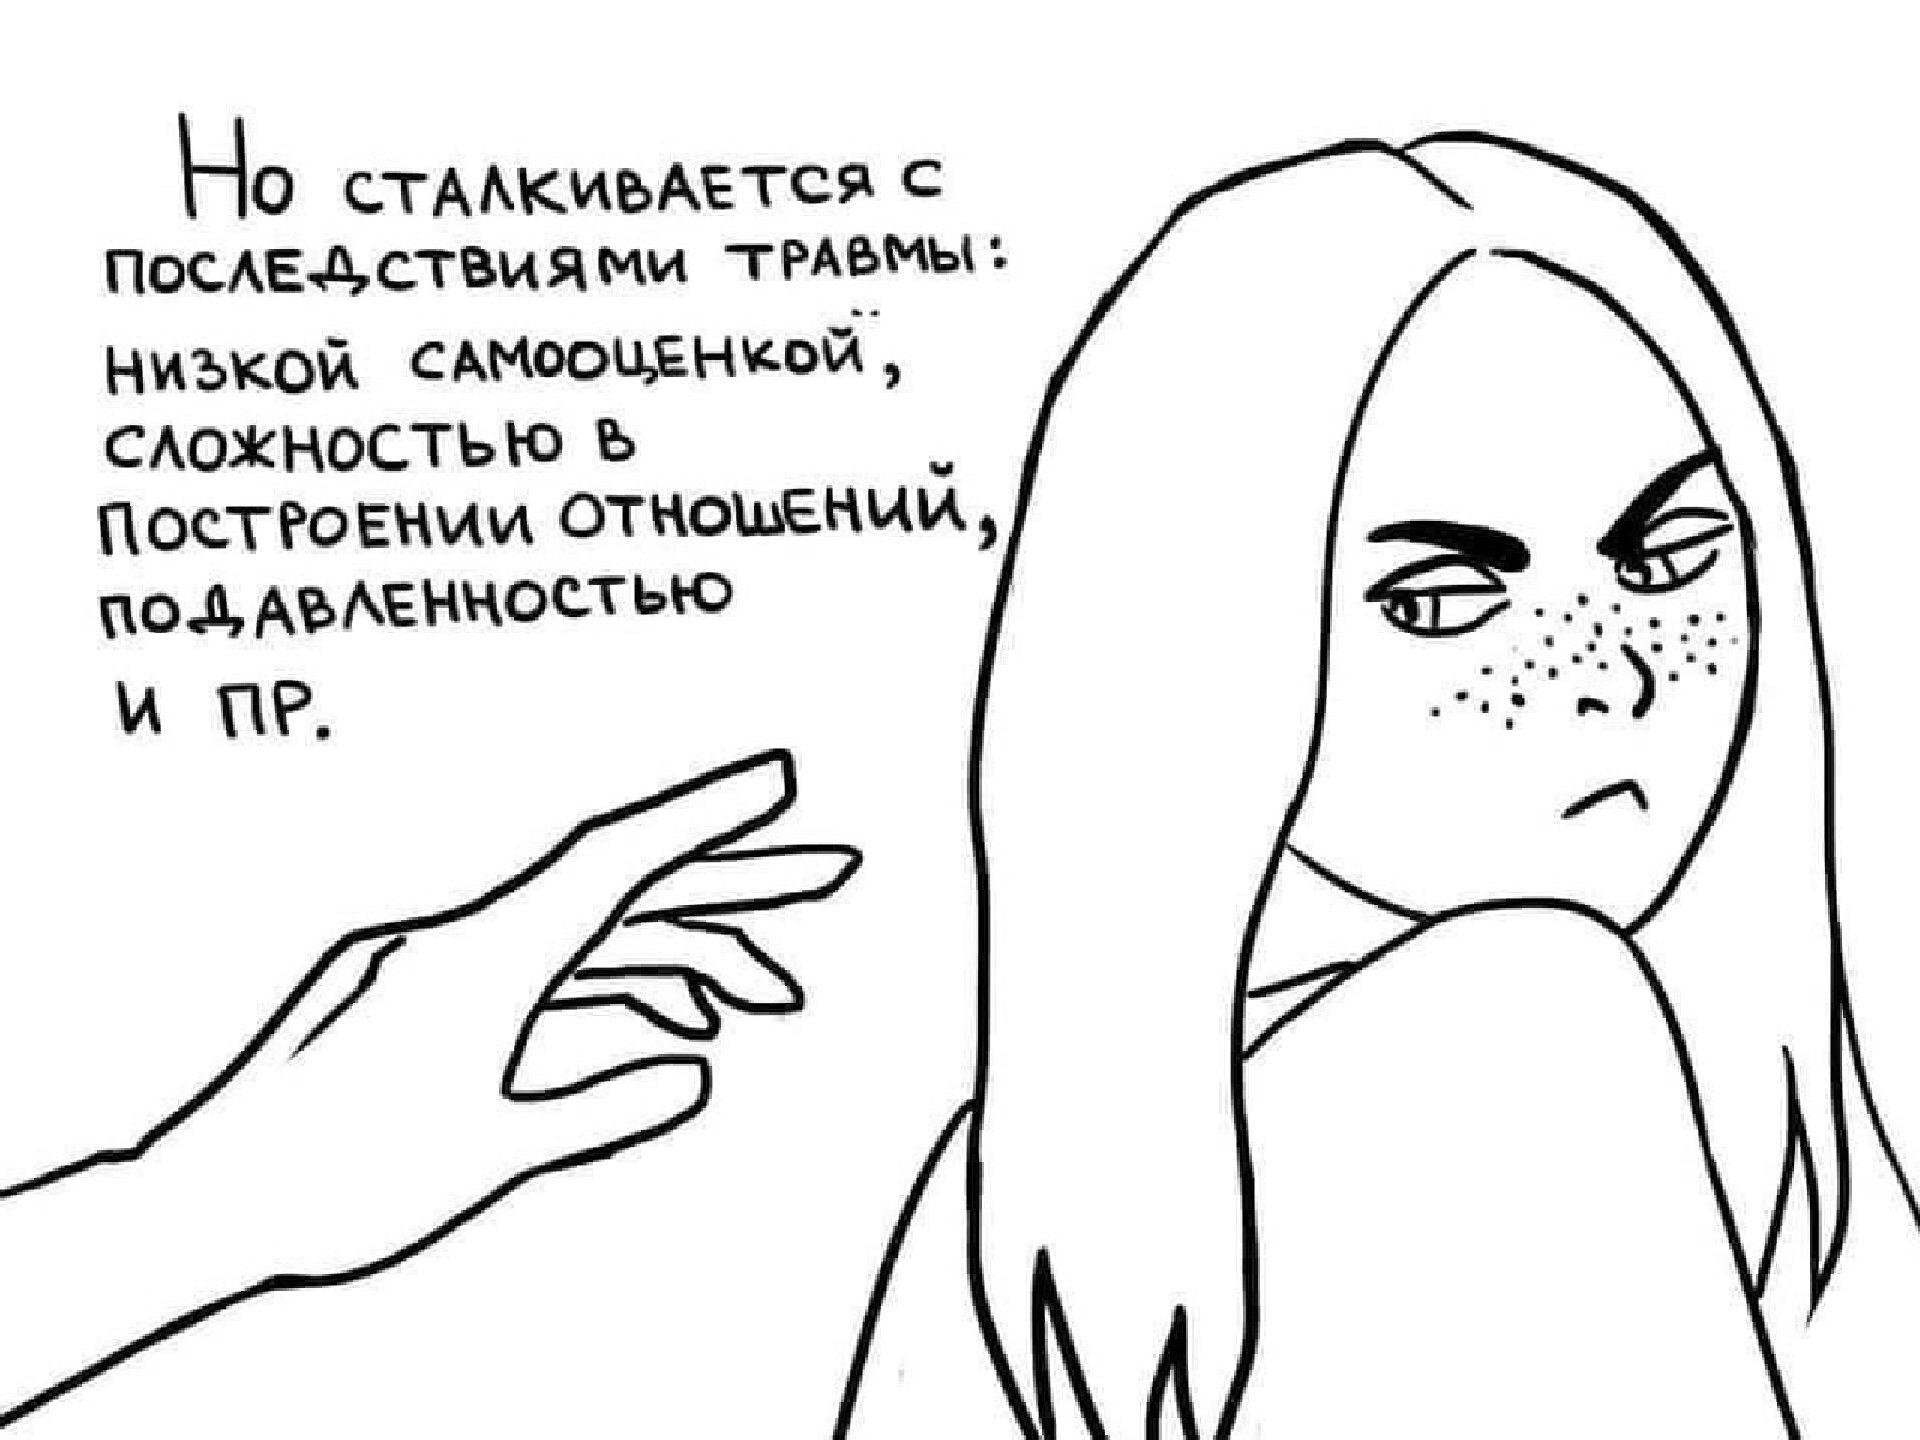 Но сталкивается с
последствиями травмы:
низкой самооценкой,
сложностью в
построении отношений,
подавленностью
и пр.